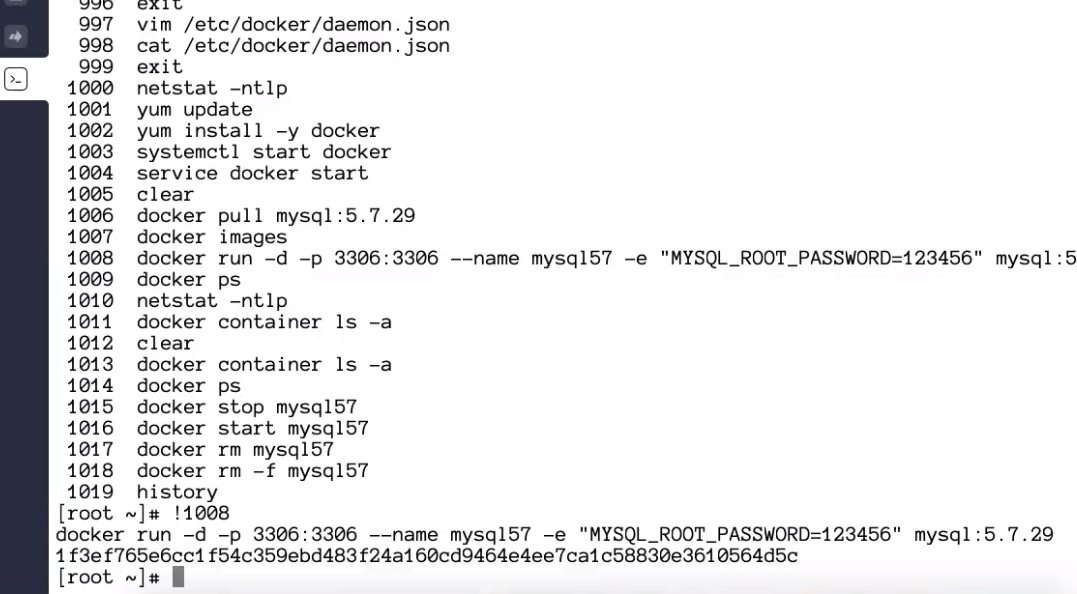 996 exit
997 vim /etc/docker/daemon.json
998 cat /etc/docker/daemon.json
999 exit
1000 netstat -ntlp
1001 yum update
1002 yum install -y docker
1003 systemctl start docker
1004 service docker start
1005 clear
1006 docker pull mysql:5.7.29
1007 docker images
1008 docker run -d -p 3306:3306 --name mysql57 -e "MYSQL_ROOT_PASSWORD=123456" mysql:5
1009 docker ps
1010 netstat -ntlp
1011 docker container ls -a
1012 clear
1013 docker container ls -a
1014 docker ps
1015 docker stop mysql57
1016 docker start mysql57
1017 docker rm mysql57
1018 docker rm -f mysql57
1019 history
[root ~]# !1008
docker run -d -p 3306:3306 --name mysql57 -e "MYSQL_ROOT_PASSWORD=123456" mysql:5.7.29
1f3ef765e6cc1f54c359ebd483f24a160cd9464e4ee7ca1c58830e3610564d5c
[root ~]#